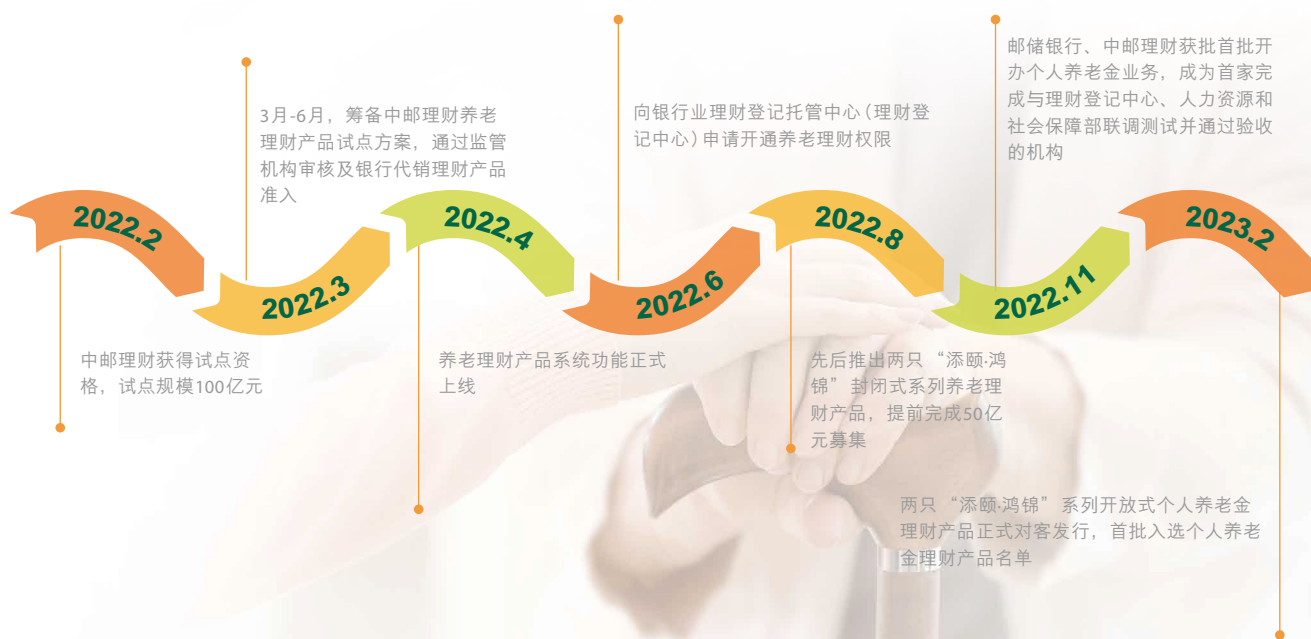 2022.2
中邮理财获得试点资
格，试点规模100亿元
2022.3
3月-6月，筹备中邮理财养老
理财产品试点方案，通过监管
机构审核及银行代销理财产品
准入
2022.4
养老理财产品系统功能正式
上线
2022.6
向银行业理财登记托管中心（理财登
记中心）申请开通养老理财权限
2022.8
先后推出两只“添颐·鸿
锦”封闭式系列养老理
财产品，提前完成50亿
元募集
2022.11
邮储银行、中邮理财获批首批开
办个人养老金业务，成为首家完
成与理财登记中心、人力资源和
社会保障部联调测试并通过验收
的机构
2023.2
两只“添颐·鸿锦”系列开放式个人养老金
理财产品正式对客发行，首批入选个人养老
金理财产品名单